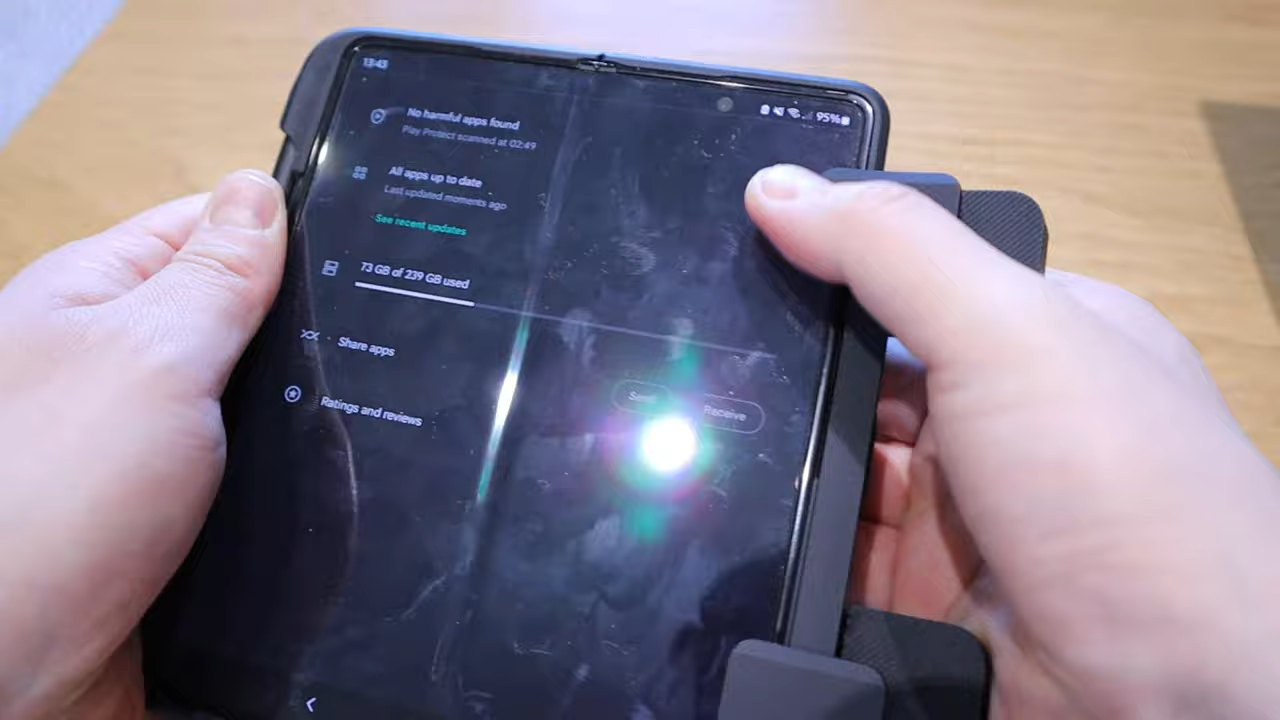 13:43
95%
No harmful apps found
Play Protect scanned at 02:49
All apps up to date
Last updated moments ago
See recent updates
73 GB of 239 GB used
Share apps
Send
Receive
Ratings and reviews